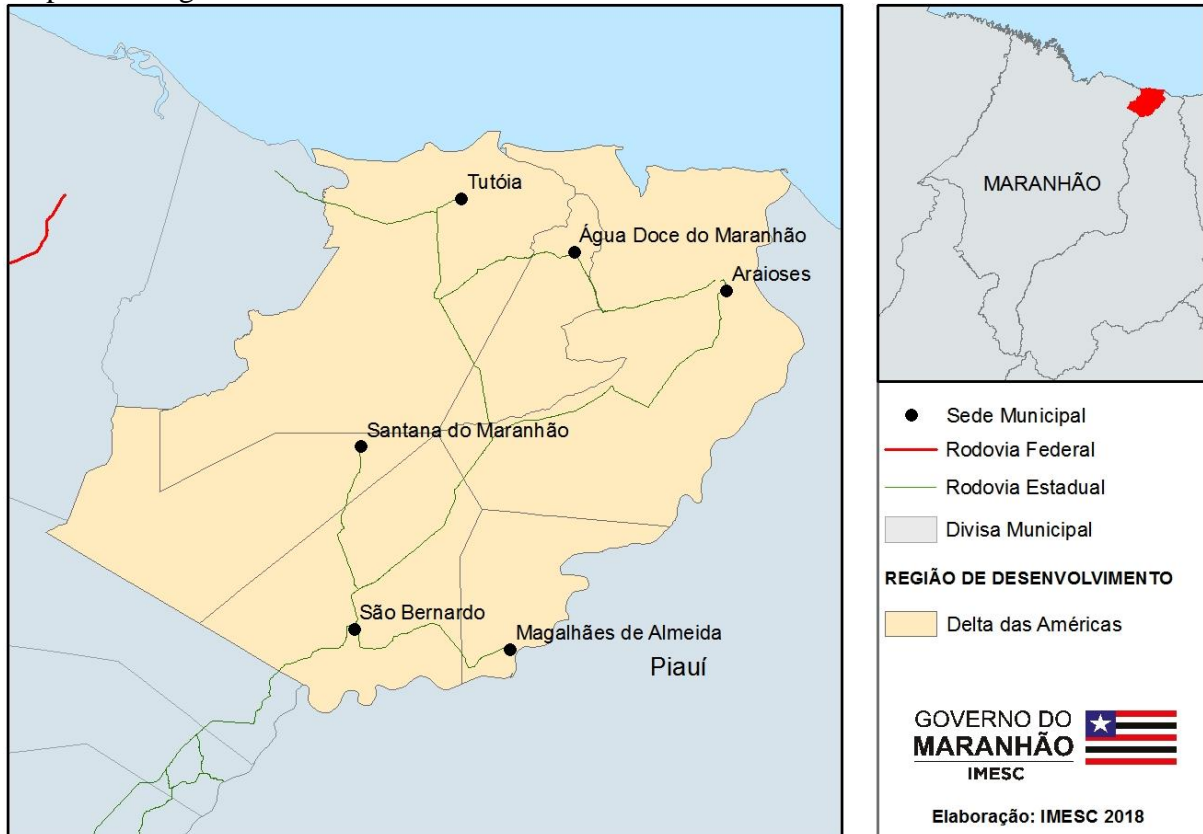 Tutóia
Água Doce do Maranhão
Araioses
Santana do Maranhão
São Bernardo
Magalhães de Almeida
Piauí
MARANHÃO
Sede Municipal
Rodovia Federal
Rodovia Estadual
Divisa Municipal
REGIÃO DE DESENVOLVIMENTO
Delta das Américas
GOVERNO DO
MARANHÃO
IMESC
Elaboração: IMESC 2018